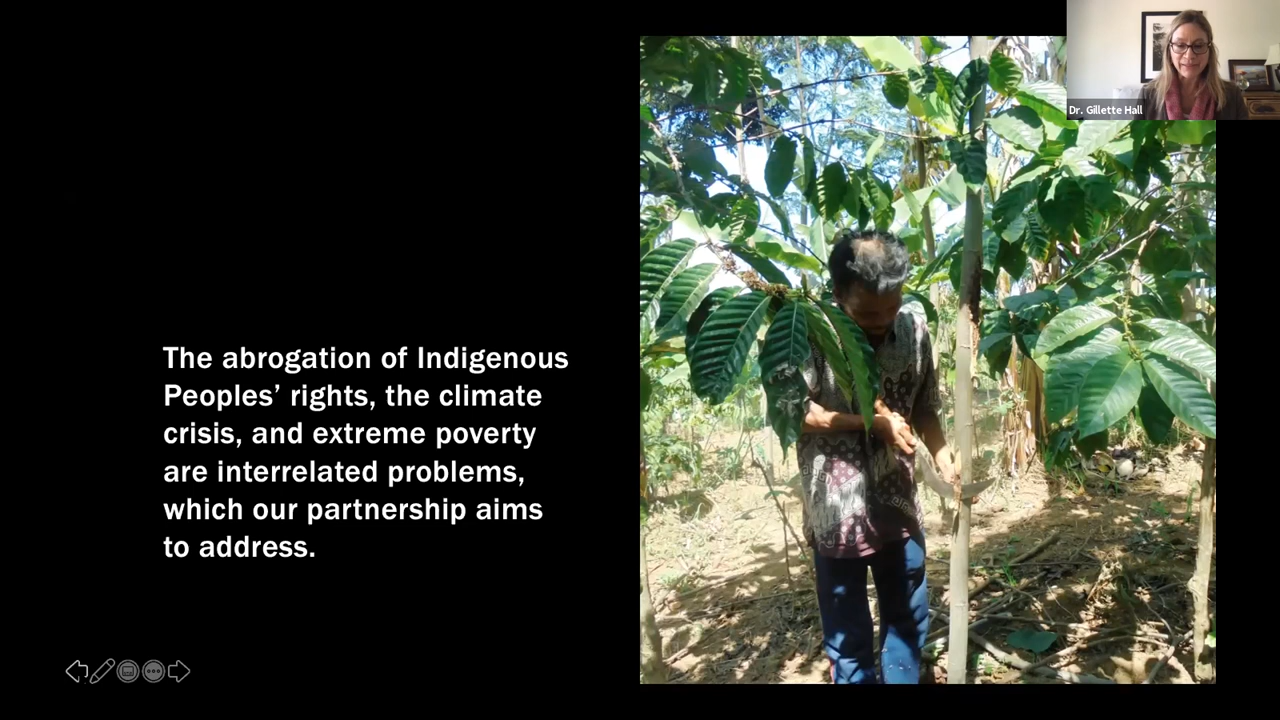 Dr. Gillette Hall
The abrogation of Indigenous
Peoples’ rights, the climate
crisis, and extreme poverty
are interrelated problems,
which our partnership aims
to address.